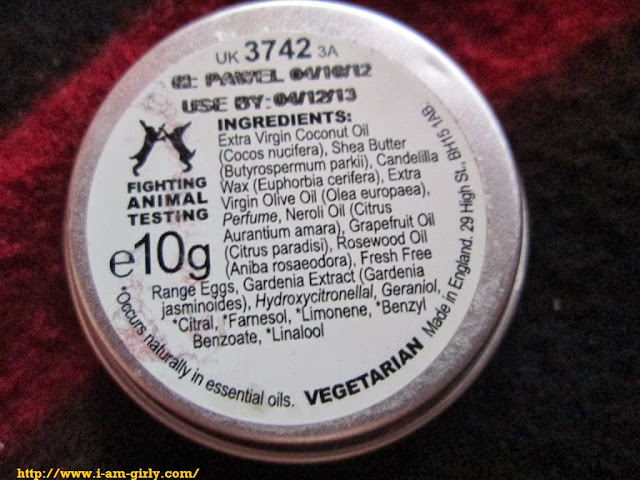 UK 3742 3A
M: PAWEL 04/10/12
USE BY: 04/12/13
INGREDIENTS:
Extra Virgin Coconut Oil
(Cocos nucifera), Shea Butter
(Butyrospermum parkii), Candelilla
Wax (Euphorbia cerifera), Extra
Virgin Olive Oil (Olea europaea),
Perfume, Neroli Oil (Citrus
Aurantium amara), Grapefruit Oil
(Citrus paradisi), Rosewood Oil
(Aniba rosaeodora), Fresh Free
Range Eggs, Gardenia Extract (Gardenia
jasminoides), Hydroxycitronellal, Geraniol,
*Citral, *Farnesol, *Limonene, *Benzyl
Benzoate, *Linalool
FIGHTING
ANIMAL
TESTING
e10g
*Occurs naturally in essential oils. VEGETARIAN Made in England. 29 High St., BH15 1AB.
http://www.i-am-girly.com/